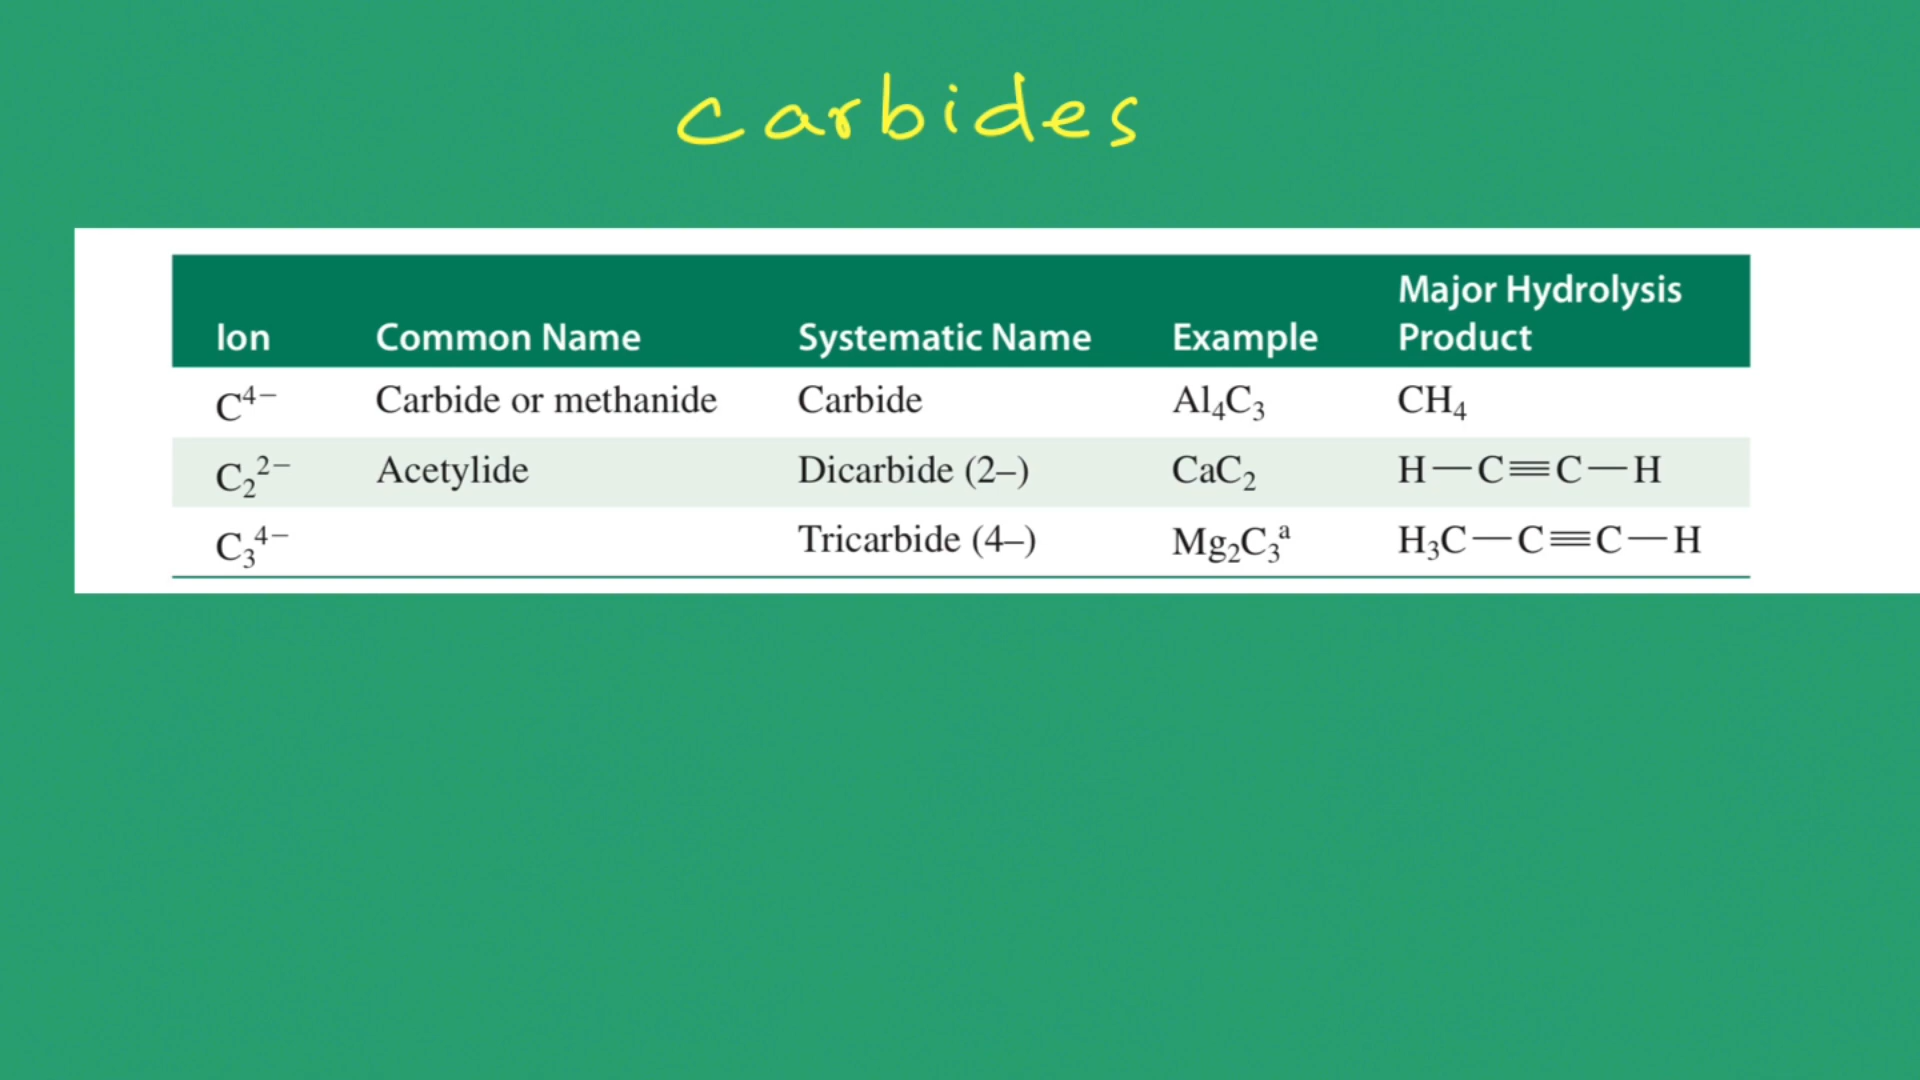 carbides
Ion Common Name Systematic Name Example Major Hydrolysis Product
C⁴⁻ Carbide or methanide Carbide Al₄C₃ CH₄
C₂²⁻ Acetylide Dicarbide (2–) CaC₂ H—C≡C—H
C₃⁴⁻ Tricarbide (4–) Mg₂C₃ᵃ H₃C—C≡C—H